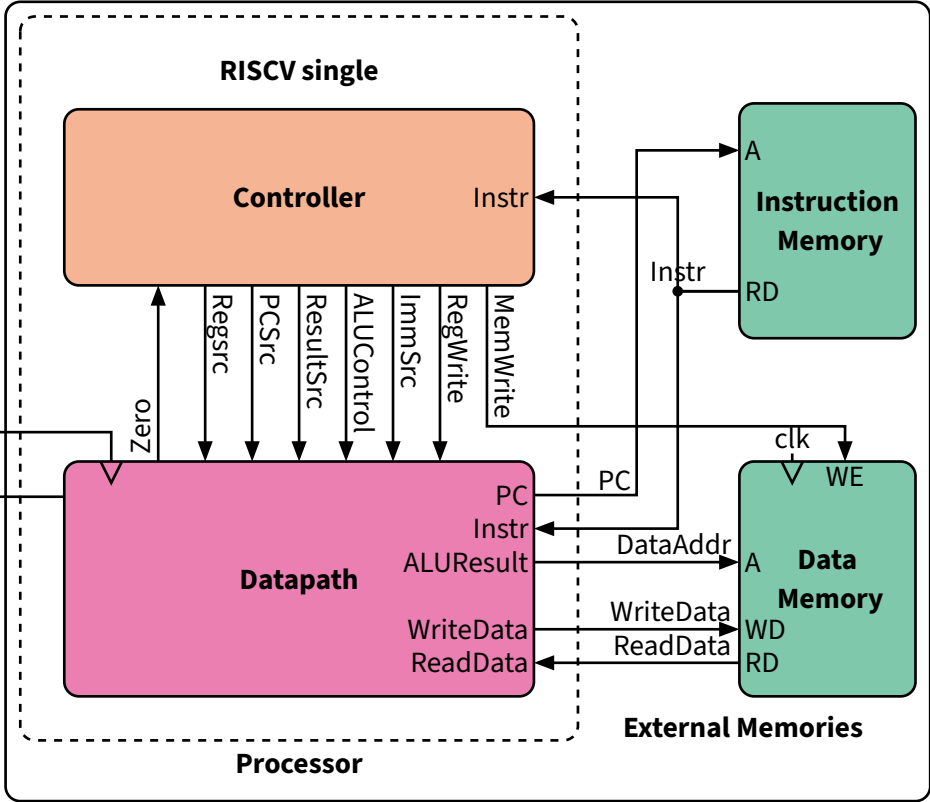 RISCV single
Controller
Instr
A
Instruction
Memory
Instr
RD
Zero
Regsrc
PCSrc
ResultSrc
ALUControl
ImmSrc
RegWrite
MemWrite
clk
WE
PC
PC
Instr
ALUResult
DataAddr
A
Datapath
Data
Memory
WriteData
WriteData
WD
ReadData
ReadData
RD
External Memories
Processor